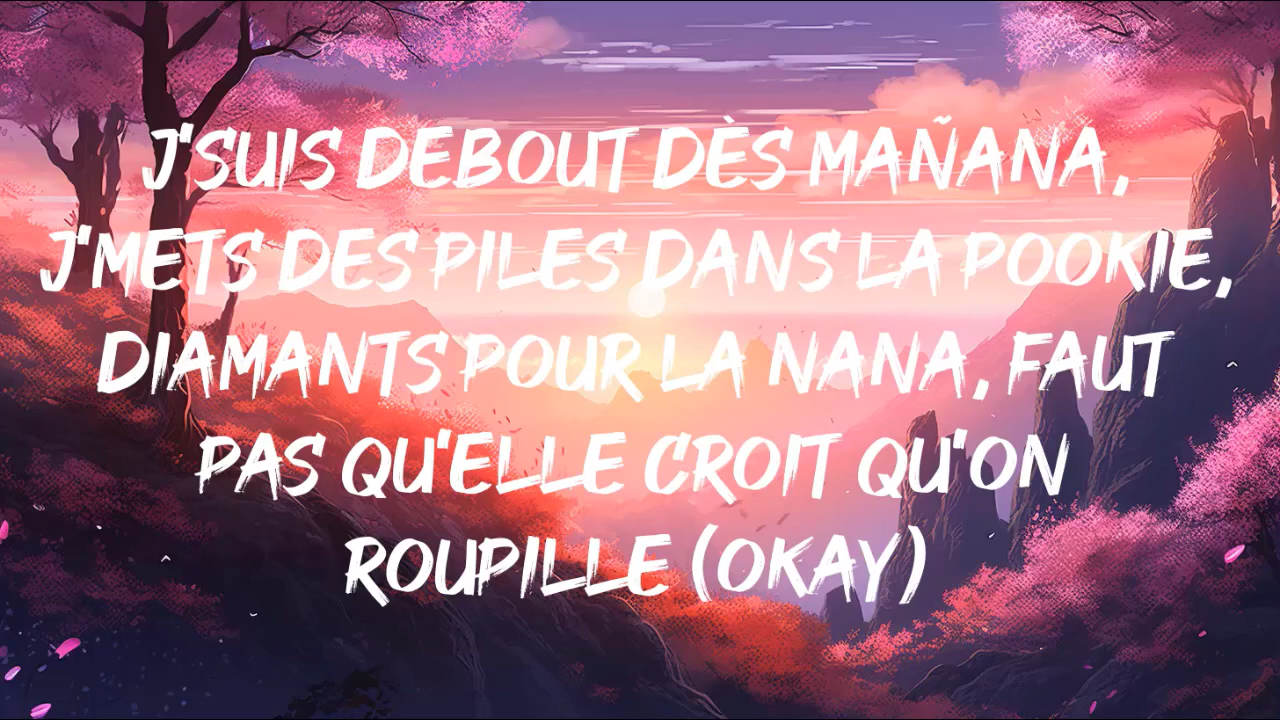 J'SUIS DEBOUT DÈS MAÑANA,
J'METS DES PILES DANS LA POOKIE,
DIAMANTS POUR LA NANA, FAUT
PAS QU'ELLE CROIT QU'ON
ROUPILLE (OKAY)